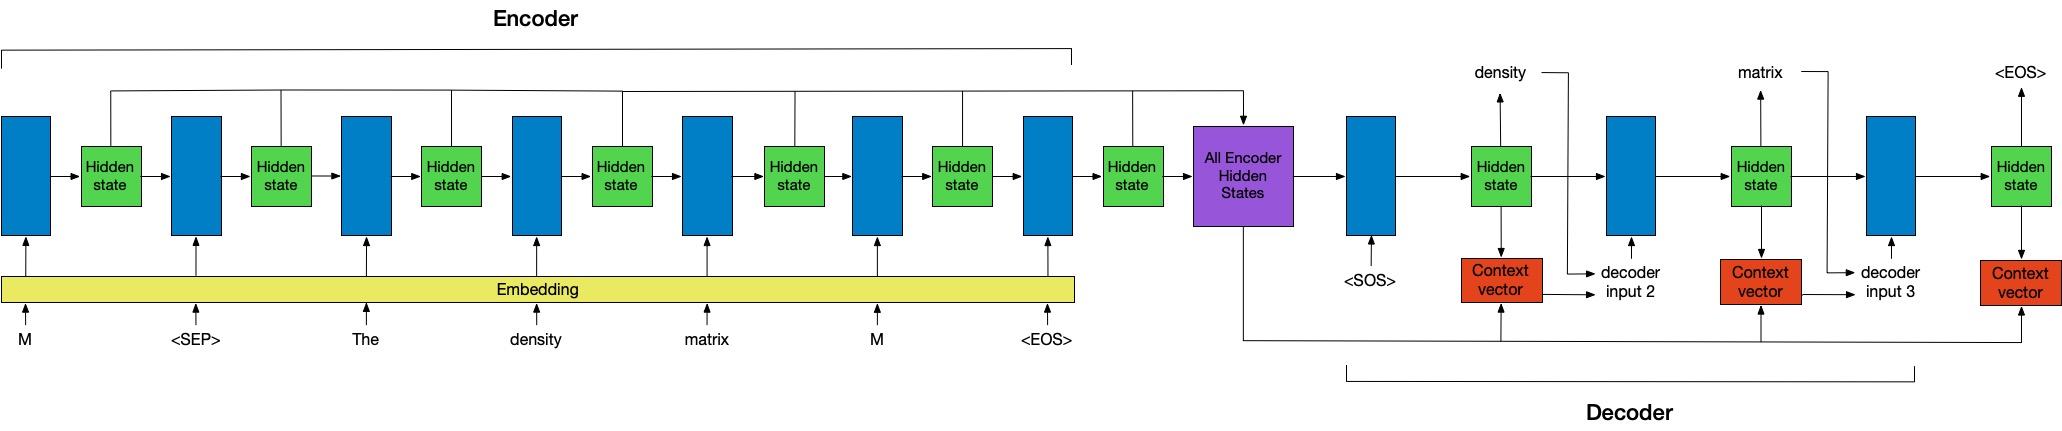 Encoder
density
matrix
<EOS>
Hidden
state
Hidden
state
Hidden
state
Hidden
state
Hidden
state
Hidden
state
Hidden
state
All Encoder
Hidden
States
Hidden
state
Hidden
state
Hidden
state
Embedding
<SOS>
Context
vector
decoder
input 2
Context
vector
decoder
input 3
Context
vector
M
<SEP>
The
density
matrix
M
<EOS>
Decoder